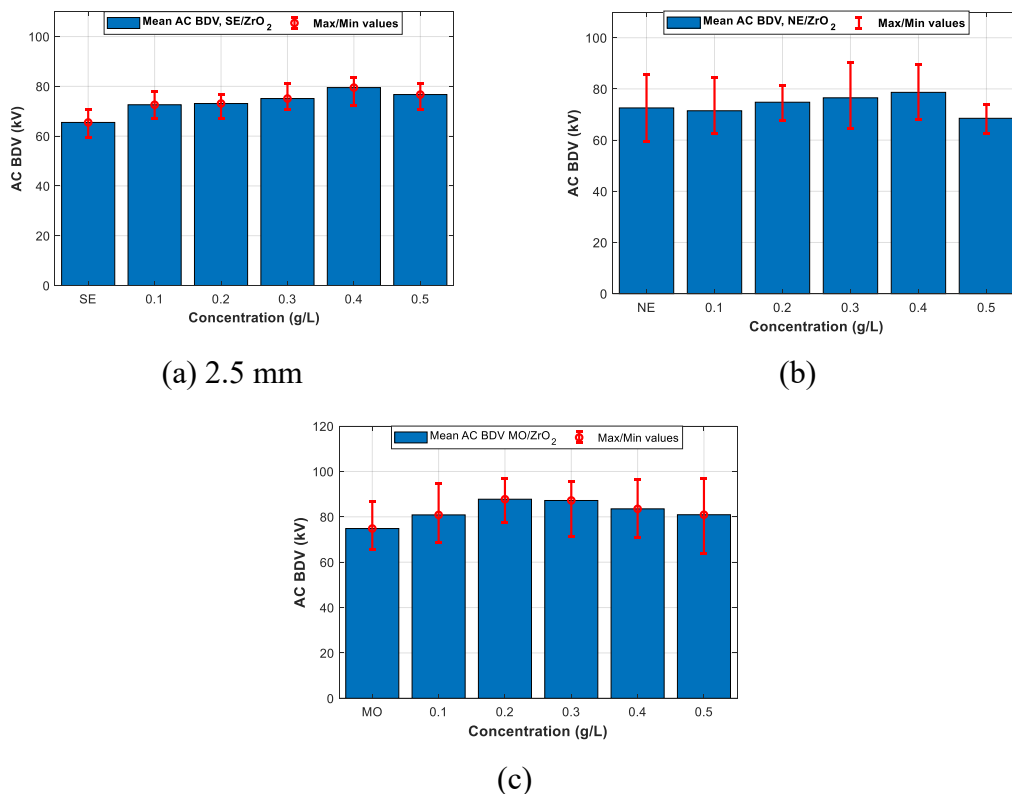 Mean AC BDV, SE/ZrO₂ Max/Min values
100
80
60
40
20
0
AC BDV (kV)
SE 0.1 0.2 0.3 0.4 0.5
Concentration (g/L)
(a) 2.5 mm
Mean AC BDV, NE/ZrO₂ Max/Min values
100
80
60
40
20
0
AC BDV (kV)
NE 0.1 0.2 0.3 0.4 0.5
Concentration (g/L)
(b)
Mean AC BDV MO/ZrO₂ Max/Min values
120
100
80
60
40
20
0
AC BDV (kV)
MO 0.1 0.2 0.3 0.4 0.5
Concentration (g/L)
(c)